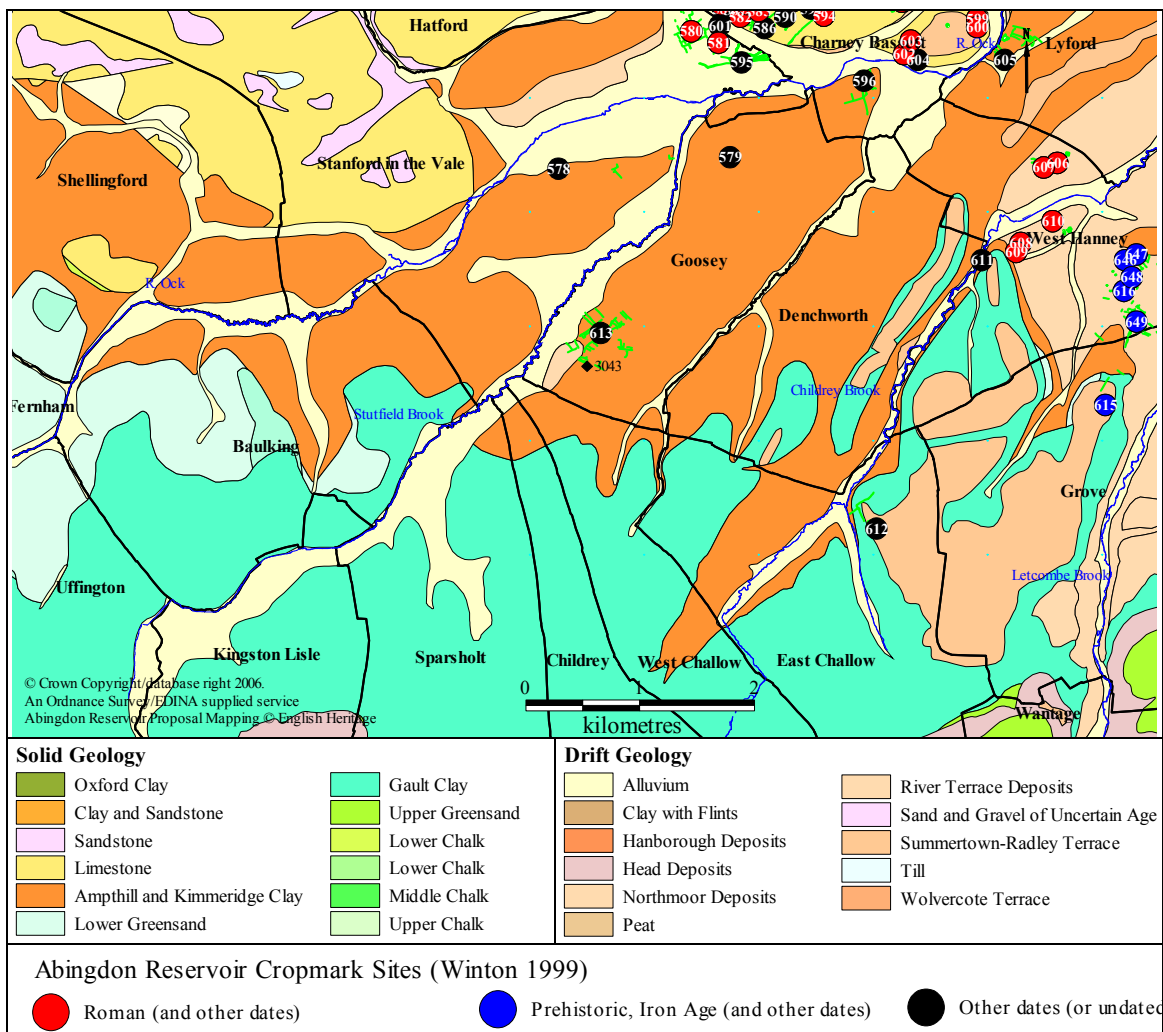 Hatford
580
601
581
582
586
590
595
594
Charney Bassett
603
602
604
599
600
R. Ock
N
605
Lyford
596
Shellingford
Stanford in the Vale
578
579
607
606
610
608
609
West Hanney
611
647
646
648
616
649
R. Ock
Goosey
Denchworth
613
3043
Fernham
Baulking
Stutfield Brook
Childrey Brook
615
Grove
612
Letcombe Brook
Uffington
Kingston Lisle
Sparsholt
Childrey
West Challow
East Challow
Wantage
© Crown Copyright/database right 2006.
An Ordnance Survey/EDINA supplied service
Abingdon Reservoir Proposal Mapping © English Heritage
0 1 2
kilometres
Solid Geology
Oxford Clay
Clay and Sandstone
Sandstone
Limestone
Ampthill and Kimmeridge Clay
Lower Greensand
Gault Clay
Upper Greensand
Lower Chalk
Lower Chalk
Middle Chalk
Upper Chalk
Drift Geology
Alluvium
Clay with Flints
Hanborough Deposits
Head Deposits
Northmoor Deposits
Peat
River Terrace Deposits
Sand and Gravel of Uncertain Age
Summertown-Radley Terrace
Till
Wolvercote Terrace
Abingdon Reservoir Cropmark Sites (Winton 1999)
Roman (and other dates)
Prehistoric, Iron Age (and other dates)
Other dates (or undated